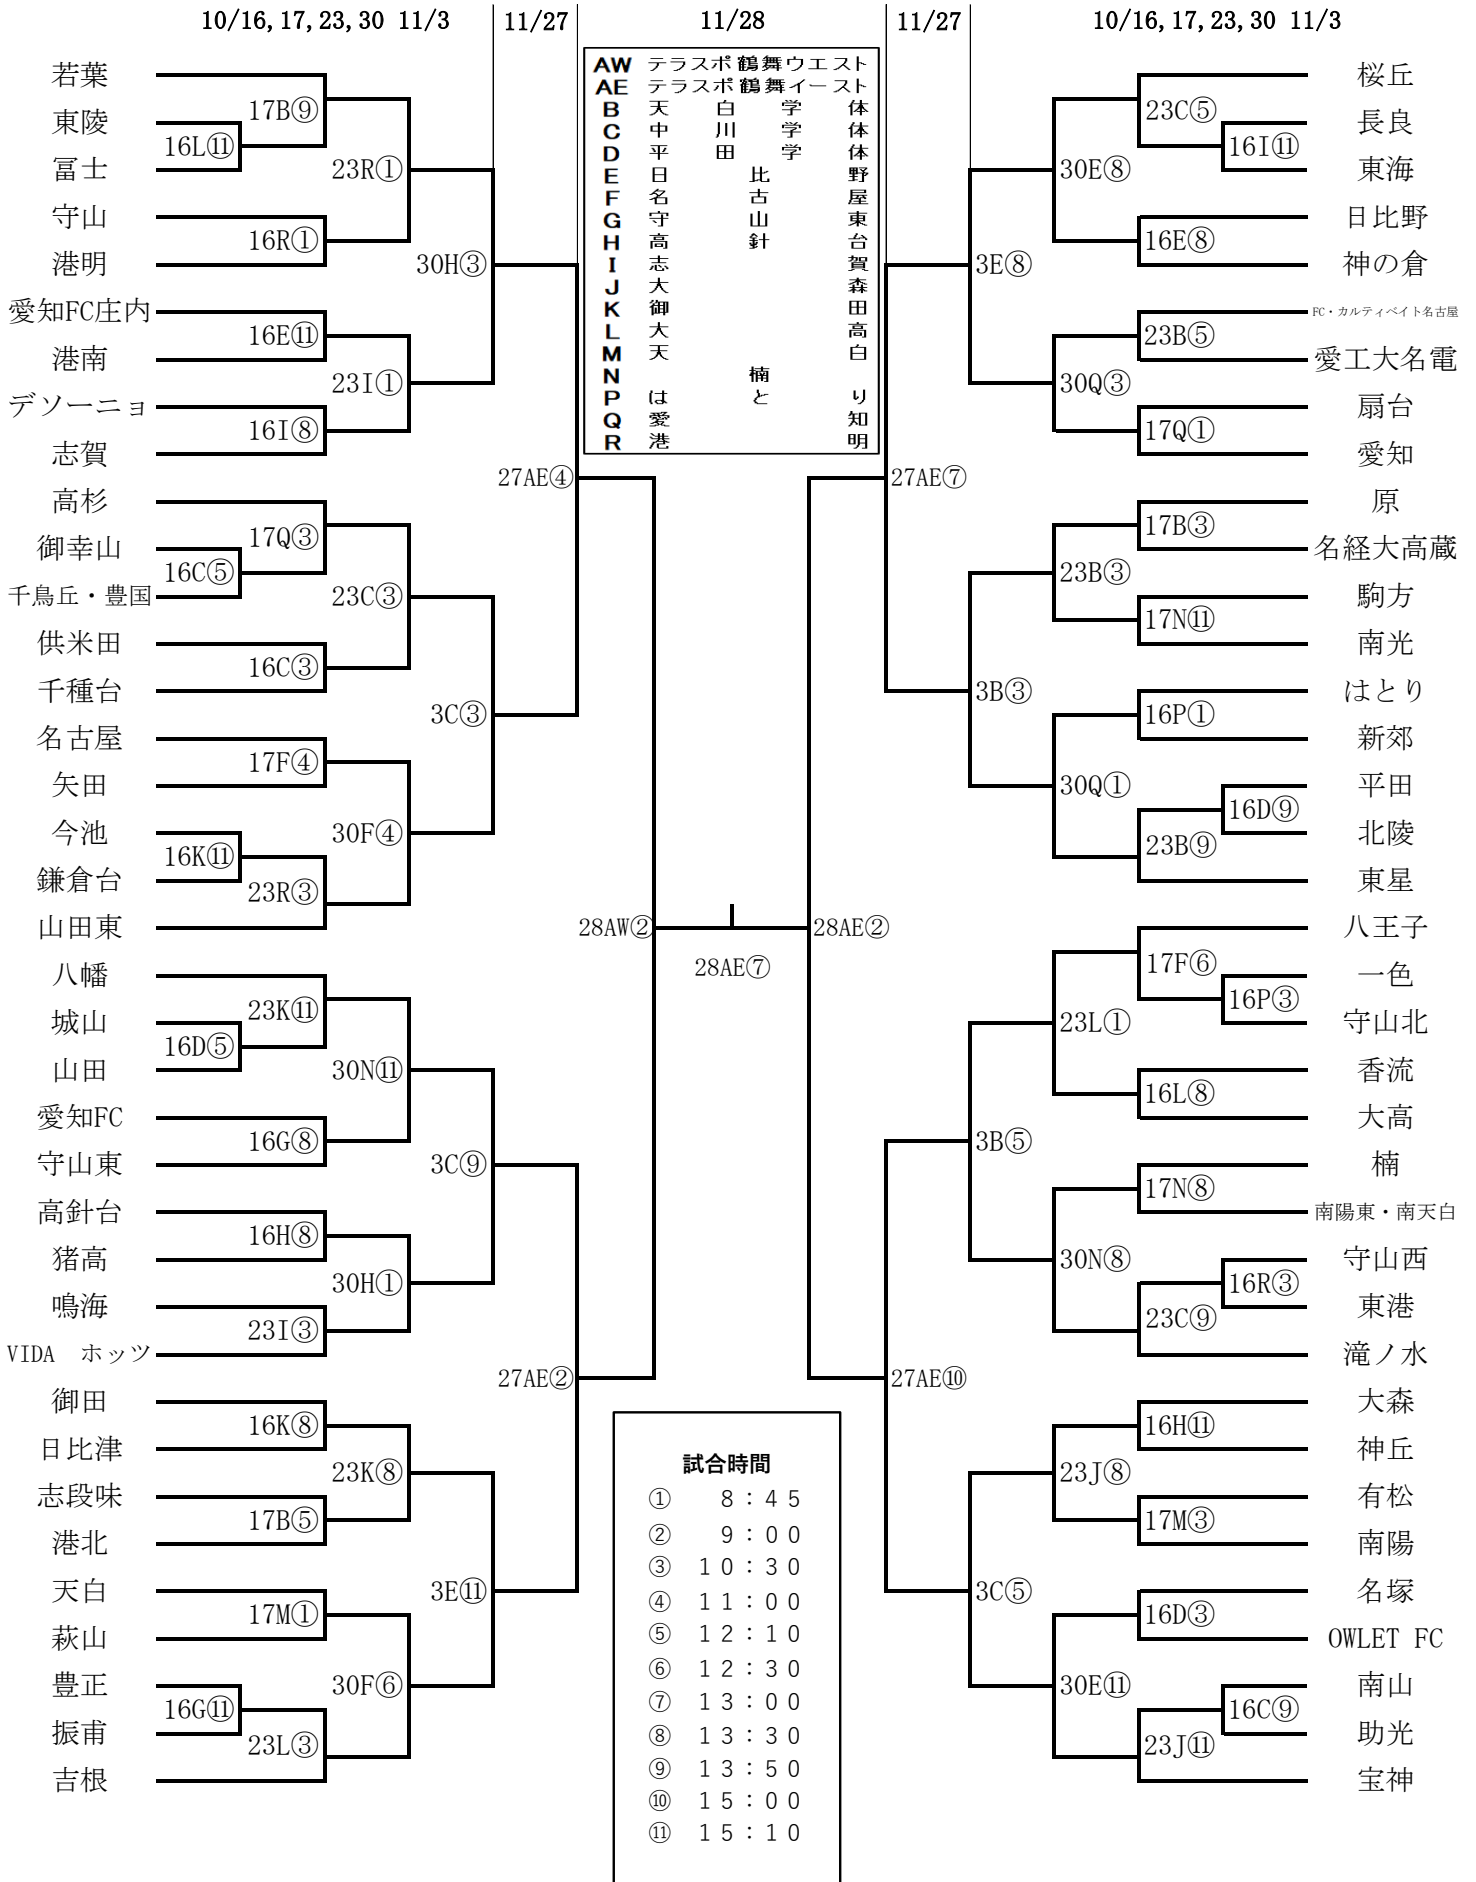 10/16, 17, 23, 30 11/3 11/27 11/28 11/27 10/16, 17, 23, 30 11/3
AW テラスポ鶴舞ウエスト
AE テラスポ鶴舞イースト
B 天白川学体
C 中川学体
D 平田学体
E 日比野
F 名古屋
G 守山東
H 高針台
I 志賀
J 大森
K 御田
L 大高
M 天白
N 楠
P はとり
Q 愛知
R 港明
若葉
17B⑨
東陵
16L⑪
冨士
23R①
守山
16R①
港明
30H③
愛知FC庄内
16E⑪
港南
23I①
デソーニョ
16I⑧
志賀
27AE④
高杉
17Q③
御幸山
16C⑤
千鳥丘・豊国
23C③
供米田
16C③
千種台
3C③
名古屋
17F④
矢田
今池
30F④
16K⑪
鎌倉台
23R③
山田東
28AW②
八幡
23K⑪
城山
16D⑤
山田
30N⑪
愛知FC
16G⑧
守山東
3C⑨
高針台
16H⑧
猪高
30H①
鳴海
23I③
VIDA ホッツ
27AE②
御田
16K⑧
日比津
23K⑧
志段味
17B⑤
港北
天白
3E⑪
17M①
萩山
豊正
30F⑥
16G⑪
振甫
23L③
吉根
28AE⑦
桜丘
23C⑤
長良
16I⑪
東海
30E⑧
日比野
16E⑧
神の倉
3E⑧
FC・カルティベイト名古屋
23B⑤
愛工大名電
30Q③
扇台
17Q①
愛知
27AE⑦
原
17B③
名経大高蔵
23B③
駒方
17N⑪
南光
はとり
3B③
16P①
新郊
平田
30Q①
16D⑨
北陵
23B⑨
東星
28AE②
八王子
17F⑥
一色
16P③
守山北
23L①
香流
16L⑧
大高
3B⑤
楠
17N⑧
南陽東・南天白
守山西
30N⑧
16R③
東港
23C⑨
滝ノ水
27AE⑩
大森
16H⑪
神丘
23J⑧
有松
17M③
南陽
名塚
3C⑤
16D③
OWLET FC
南山
30E⑪
16C⑨
助光
23J⑪
宝神
試合時間
① 8：45
② 9：00
③ 10：30
④ 11：00
⑤ 12：10
⑥ 12：30
⑦ 13：00
⑧ 13：30
⑨ 13：50
⑩ 15：00
⑪ 15：10